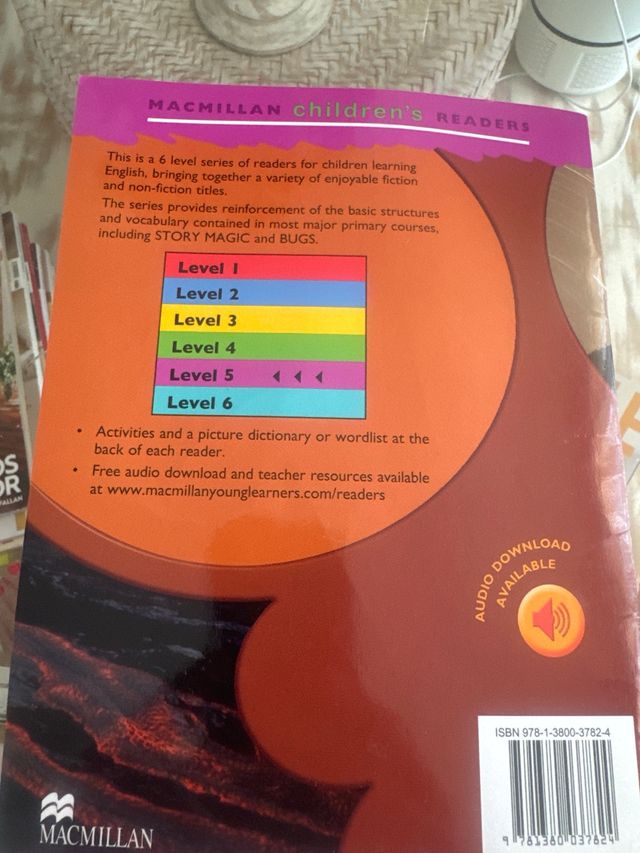 MACMILLAN children's READERS
This is a 6 level series of readers for children learning
English, bringing together a variety of enjoyable fiction
and non-fiction titles.
The series provides reinforcement of the basic structures
and vocabulary contained in most major primary courses,
including STORY MAGIC and BUGS.
Level 1
Level 2
Level 3
Level 4
Level 5
Level 6
• Activities and a picture dictionary or wordlist at the
back of each reader.
• Free audio download and teacher resources available
at www.macmillanyounglearners.com/readers
AUDIO DOWNLOAD
AVAILABLE
ISBN 978-1-3800-3782-4
9 781380 037824
MACMILLAN